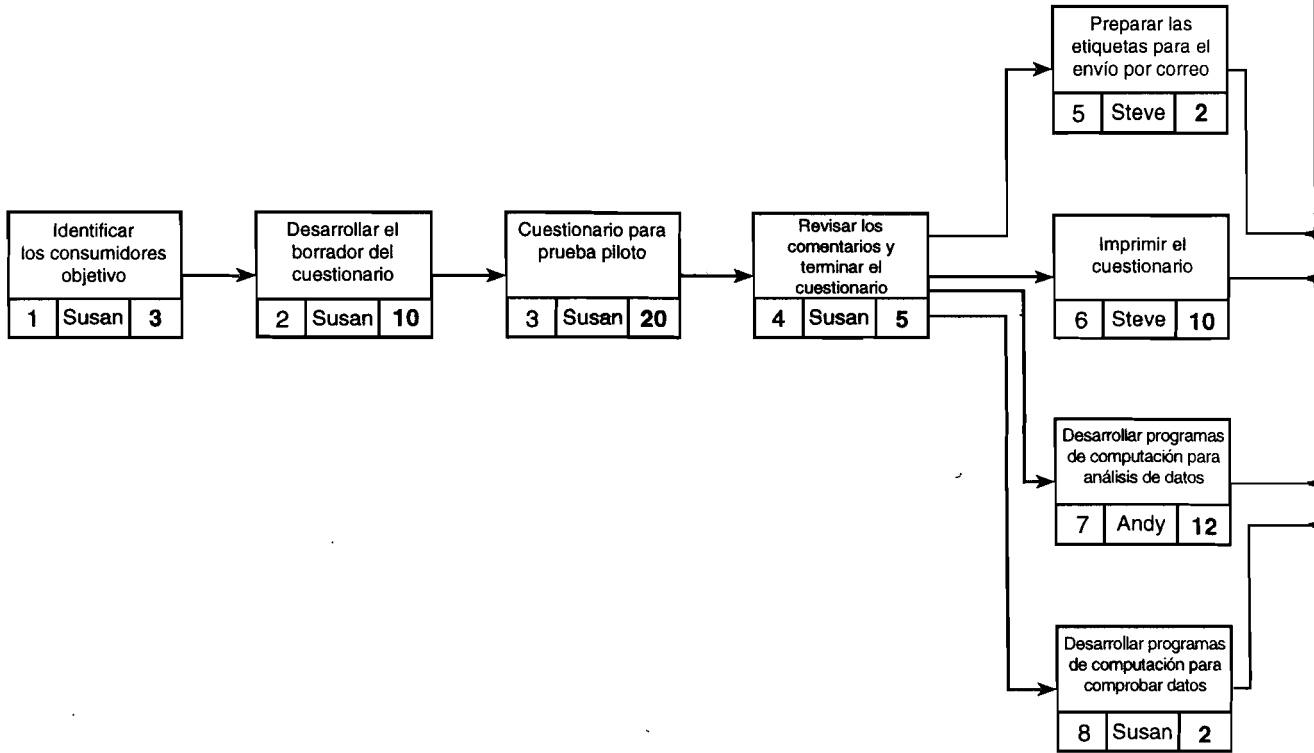 Identificar
los consumidores
objetivo
1 Susan 3
Desarrollar el
borrador del
cuestionario
2 Susan 10
Cuestionario para
prueba piloto
3 Susan 20
Revisar los
comentarios y
terminar el
cuestionario
4 Susan 5
Preparar las
etiquetas para el
envío por correo
5 Steve 2
Imprimir el
cuestionario
6 Steve 10
Desarrollar programas
de computación para
análisis de datos
7 Andy 12
Desarrollar programas
de computación para
comprobar datos
8 Susan 2